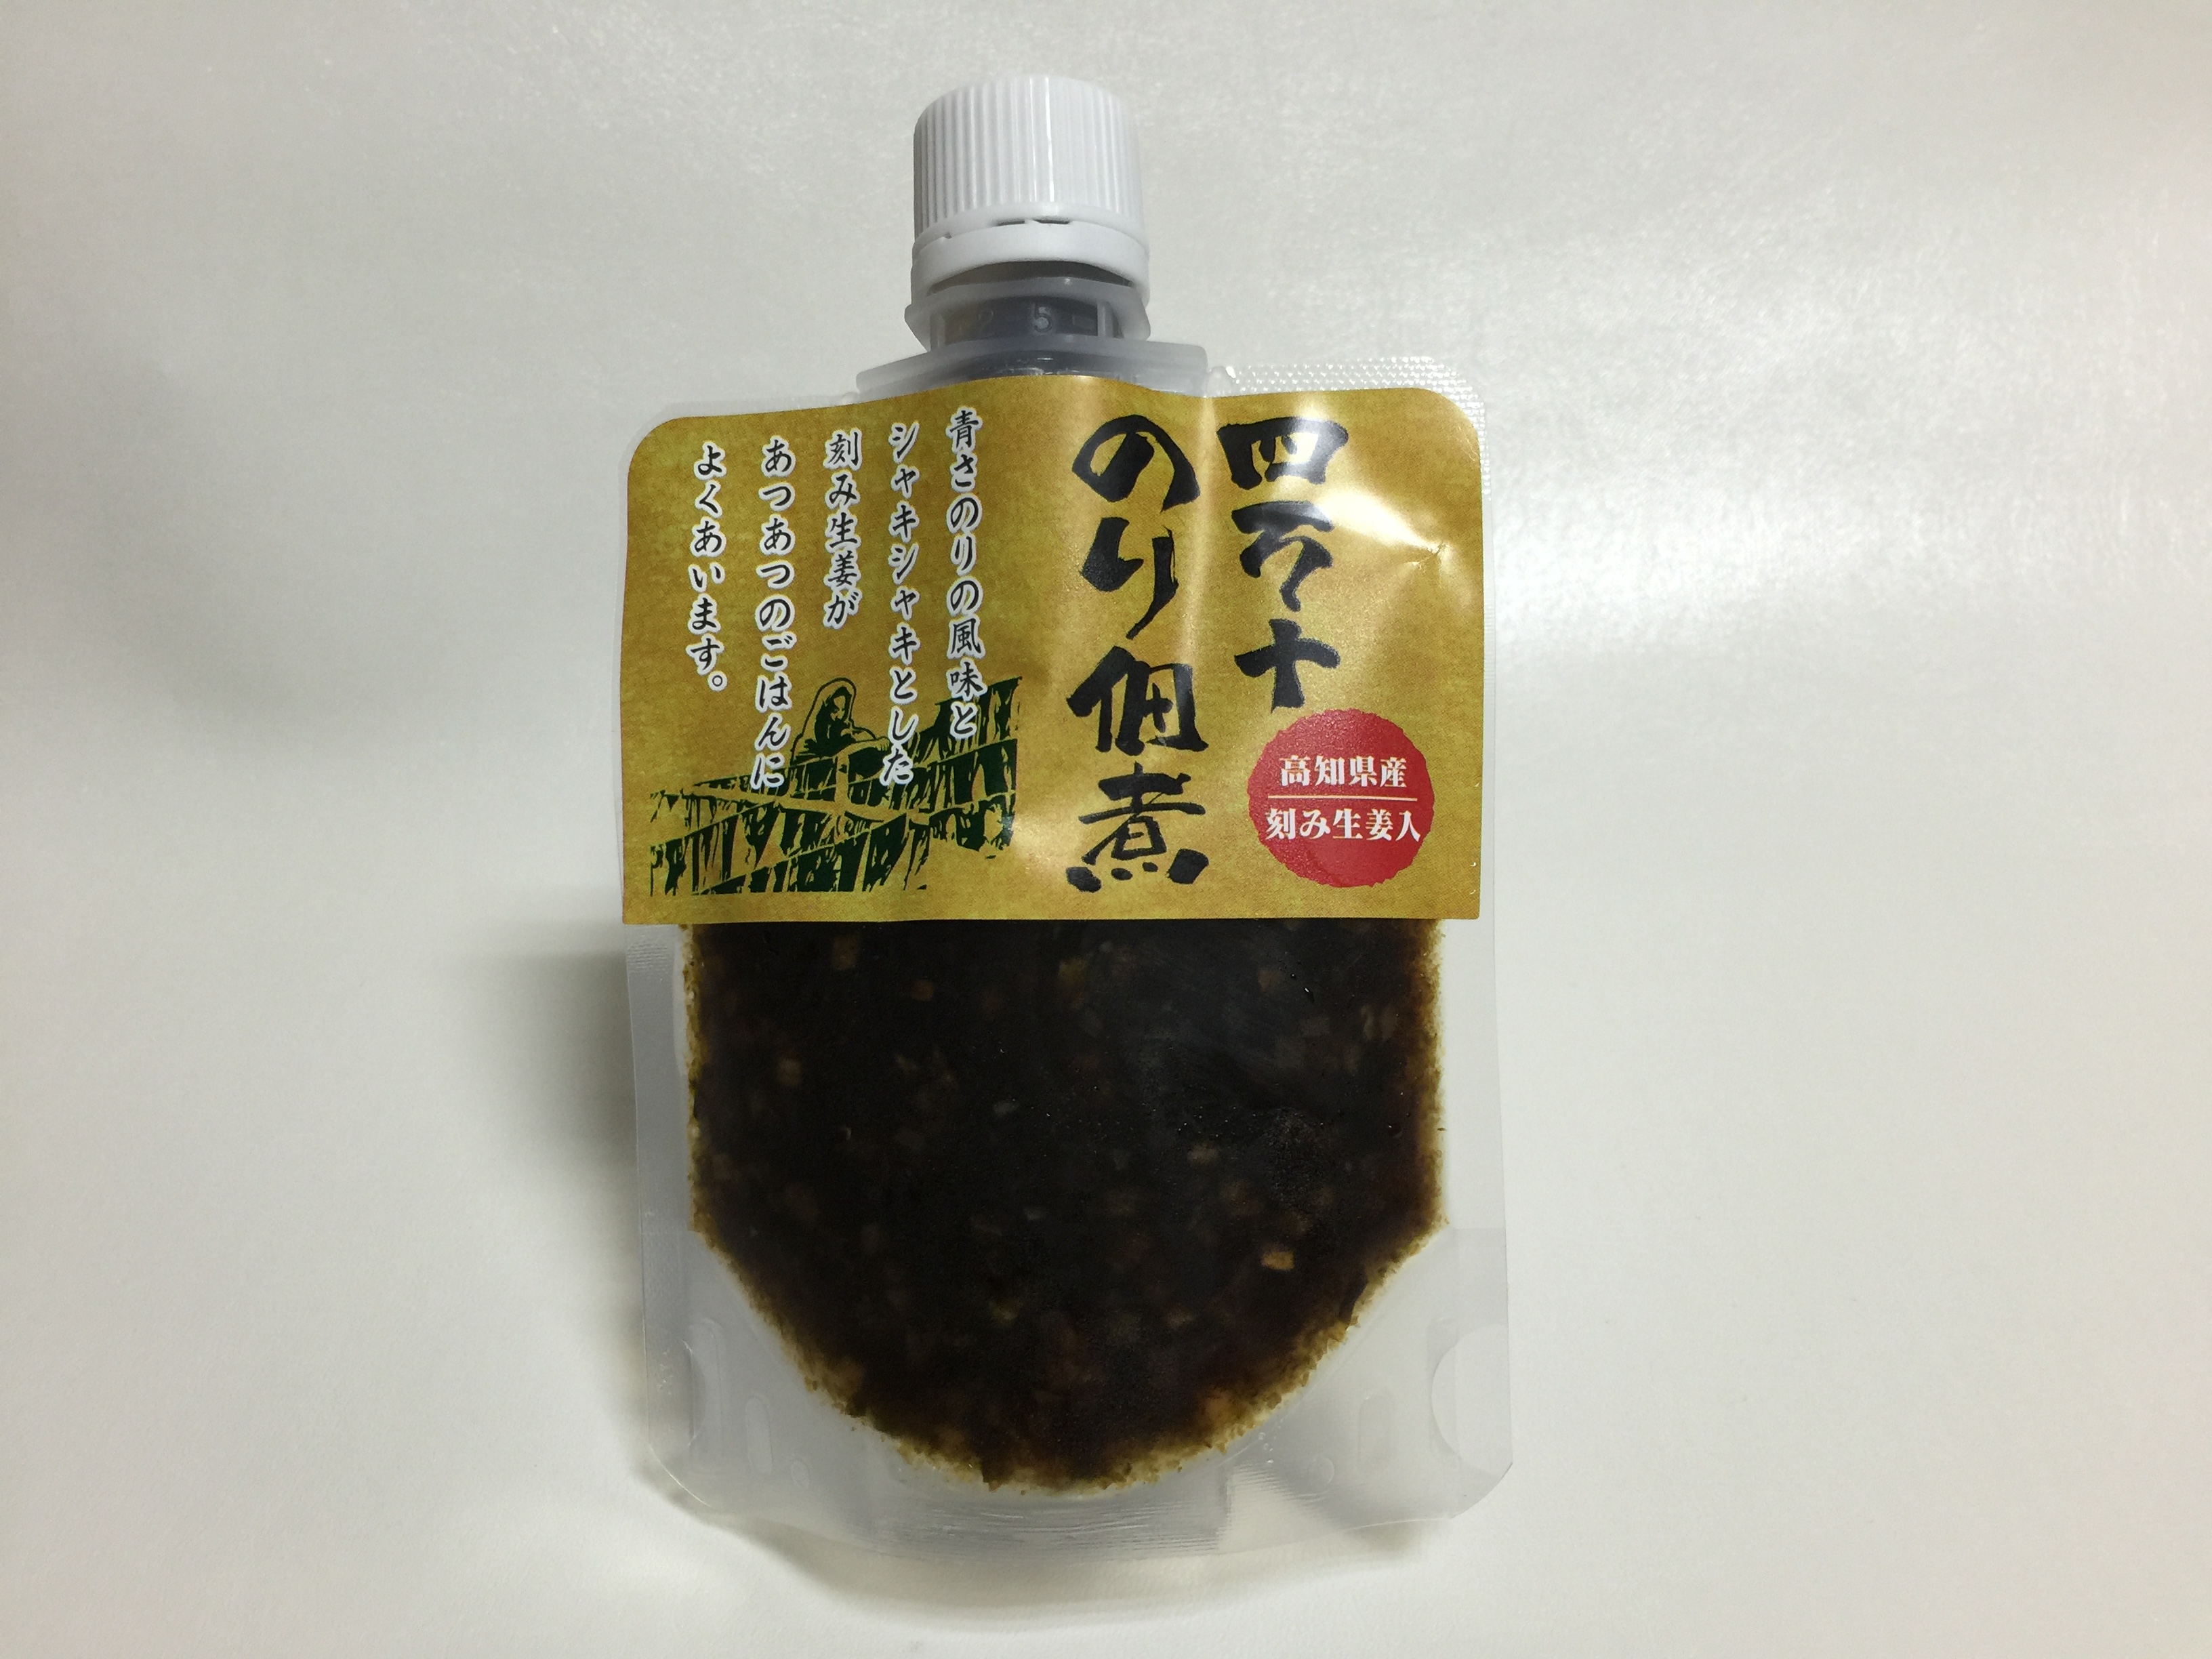 四万十
のり佃煮
高知県産
刻み生姜入
青さのりの風味と
シャキシャキとした
刻み生姜が
あつあつのごはんに
よくあいます。
5